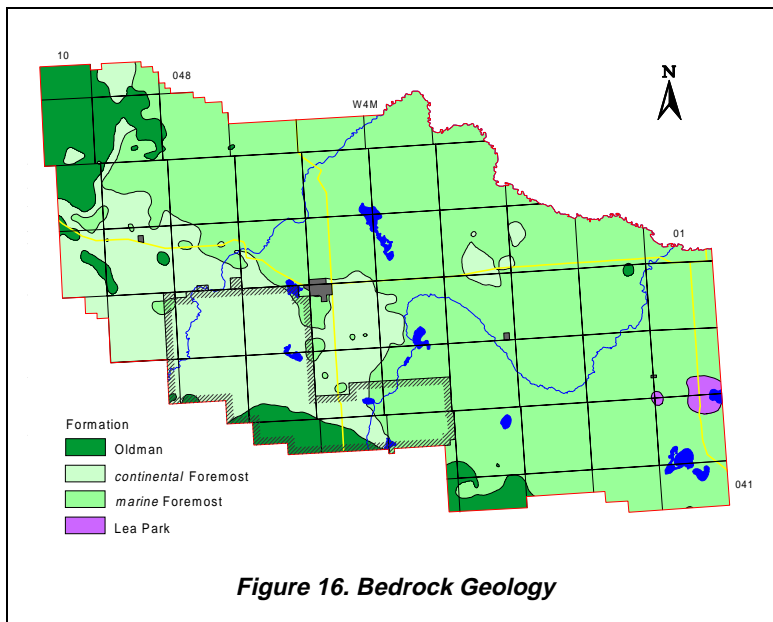 10
048
N
W4M
01
Formation
Oldman
continental Foremost
marine Foremost
Lea Park
041
Figure 16. Bedrock Geology